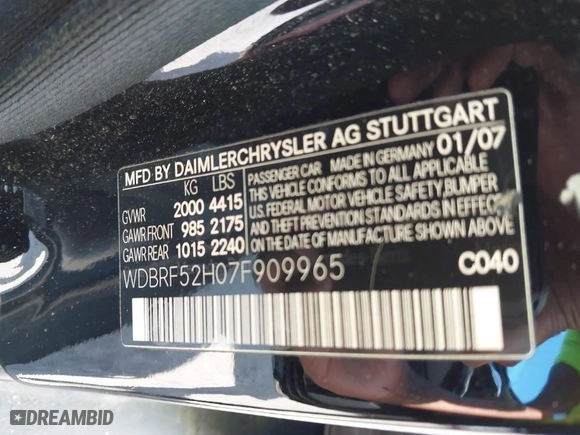 MFD BY DAIMLERCHRYSLER AG STUTTGART
KG LBS
GVWR 2000 4415
GAWR FRONT 985 2175
GAWR REAR 1015 2240
PASSENGER CAR MADE IN GERMANY 01/07
THIS VEHICLE CONFORMS TO ALL APPLICABLE
U.S. FEDERAL MOTOR VEHICLE SAFETY BUMPER
AND THEFT PREVENTION STANDARDS IN EFFECT
ON THE DATE OF MANUFACTURE SHOWN ABOVE
WDBRF52H07F909965
C040
DREAMBID